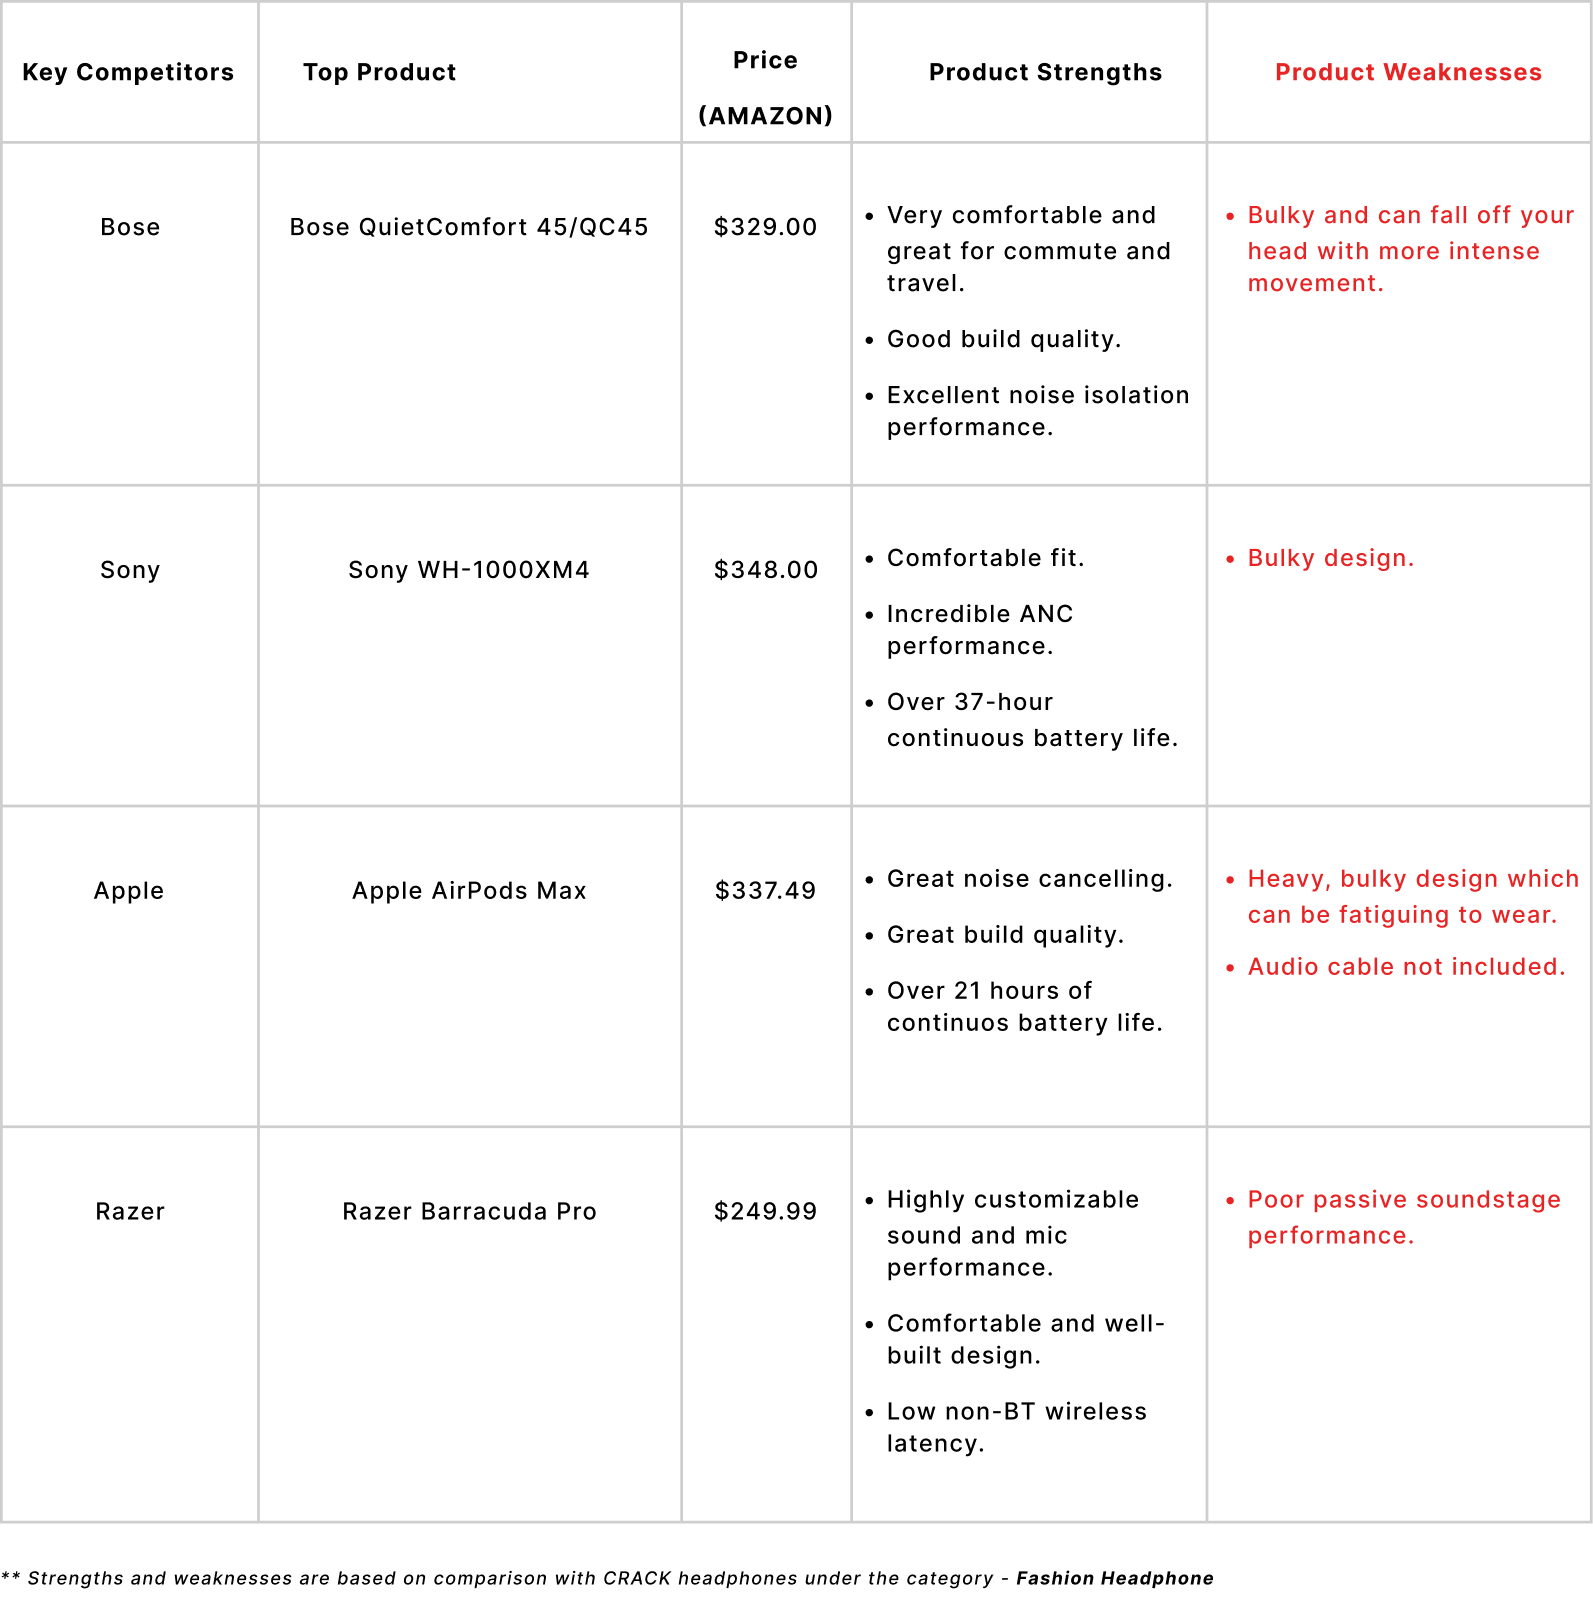 Key Competitors
Top Product
Price
(AMAZON)
Product Strengths
Product Weaknesses
Bose
Bose QuietComfort 45/QC45
$329.00
• Very comfortable and
great for commute and
travel.
• Good build quality.
• Excellent noise isolation
performance.
• Bulky and can fall off your
head with more intense
movement.
Sony
Sony WH-1000XM4
$348.00
• Comfortable fit.
• Incredible ANC
performance.
• Over 37-hour
continuous battery life.
• Bulky design.
Apple
Apple AirPods Max
$337.49
• Great noise cancelling.
• Great build quality.
• Over 21 hours of
continuos battery life.
• Heavy, bulky design which
can be fatiguing to wear.
• Audio cable not included.
Razer
Razer Barracuda Pro
$249.99
• Highly customizable
sound and mic
performance.
• Comfortable and well-
built design.
• Low non-BT wireless
latency.
• Poor passive soundstage
performance.
** Strengths and weaknesses are based on comparison with CRACK headphones under the category - Fashion Headphone